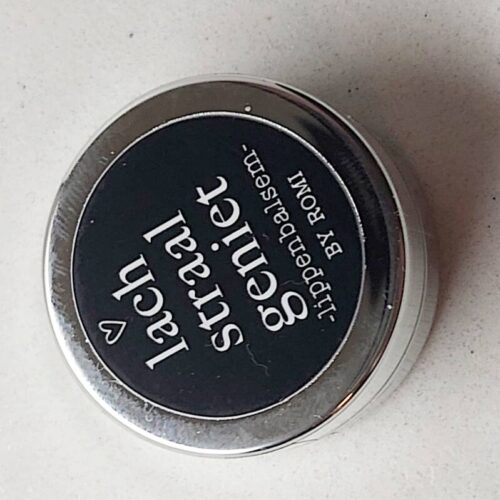 lach
straal
geniet
-lippenbalsem-
BY ROMI